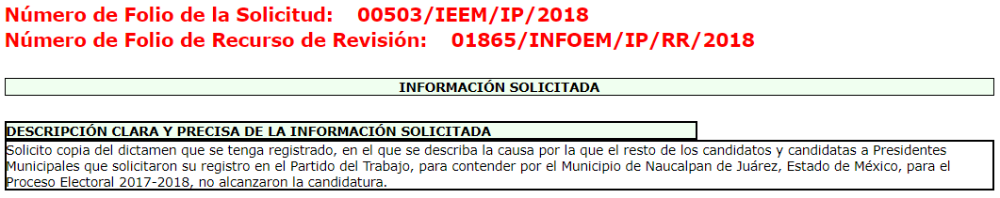 Número de Folio de la Solicitud: 00503/IEEM/IP/2018
Número de Folio de Recurso de Revisión: 01865/INFOEM/IP/RR/2018
INFORMACIÓN SOLICITADA
DESCRIPCIÓN CLARA Y PRECISA DE LA INFORMACIÓN SOLICITADA
Solicito copia del dictamen que se tenga registrado, en el que se describa la causa por la que el resto de los candidatos y candidatas a Presidentes
Municipales que solicitaron su registro en el Partido del Trabajo, para contender por el Municipio de Naucalpan de Juárez, Estado de México, para el
Proceso Electoral 2017-2018, no alcanzaron la candidatura.